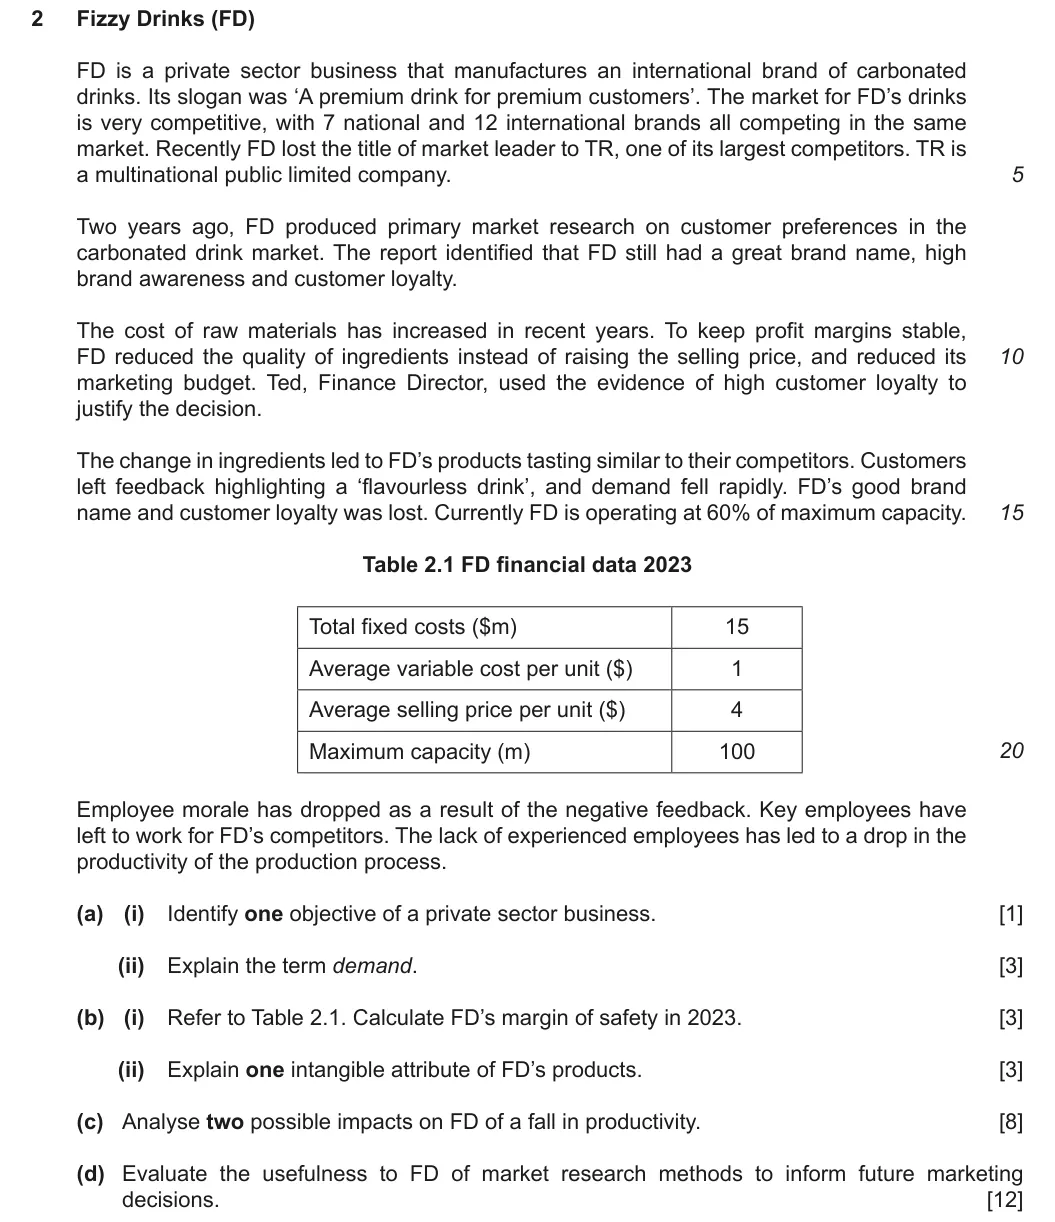 2 Fizzy Drinks (FD)
FD is a private sector business that manufactures an international brand of carbonated
drinks. Its slogan was ‘A premium drink for premium customers’. The market for FD’s drinks
is very competitive, with 7 national and 12 international brands all competing in the same
market. Recently FD lost the title of market leader to TR, one of its largest competitors. TR is
a multinational public limited company. 5
Two years ago, FD produced primary market research on customer preferences in the
carbonated drink market. The report identified that FD still had a great brand name, high
brand awareness and customer loyalty.
The cost of raw materials has increased in recent years. To keep profit margins stable,
FD reduced the quality of ingredients instead of raising the selling price, and reduced its 10
marketing budget. Ted, Finance Director, used the evidence of high customer loyalty to
justify the decision.
The change in ingredients led to FD’s products tasting similar to their competitors. Customers
left feedback highlighting a ‘flavourless drink’, and demand fell rapidly. FD’s good brand
name and customer loyalty was lost. Currently FD is operating at 60% of maximum capacity. 15
Table 2.1 FD financial data 2023
Total fixed costs ($m) 15
Average variable cost per unit ($) 1
Average selling price per unit ($) 4
Maximum capacity (m) 100 20
Employee morale has dropped as a result of the negative feedback. Key employees have
left to work for FD’s competitors. The lack of experienced employees has led to a drop in the
productivity of the production process.
(a) (i) Identify one objective of a private sector business. [1]
(ii) Explain the term demand. [3]
(b) (i) Refer to Table 2.1. Calculate FD’s margin of safety in 2023. [3]
(ii) Explain one intangible attribute of FD’s products. [3]
(c) Analyse two possible impacts on FD of a fall in productivity. [8]
(d) Evaluate the usefulness to FD of market research methods to inform future marketing
decisions. [12]